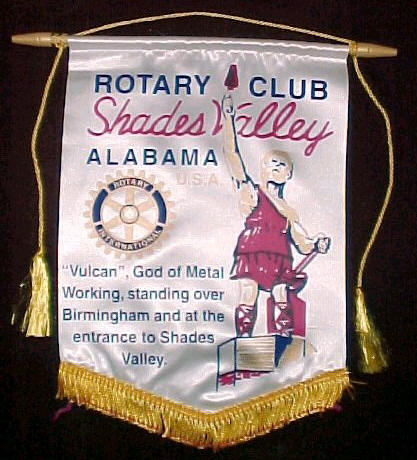 ROTARY CLUB
Shades Valley
ALABAMA
U.S.A.
ROTARY
INTERNATIONAL
"Vulcan", God of Metal
Working, standing over
Birmingham and at the
entrance to Shades
Valley.